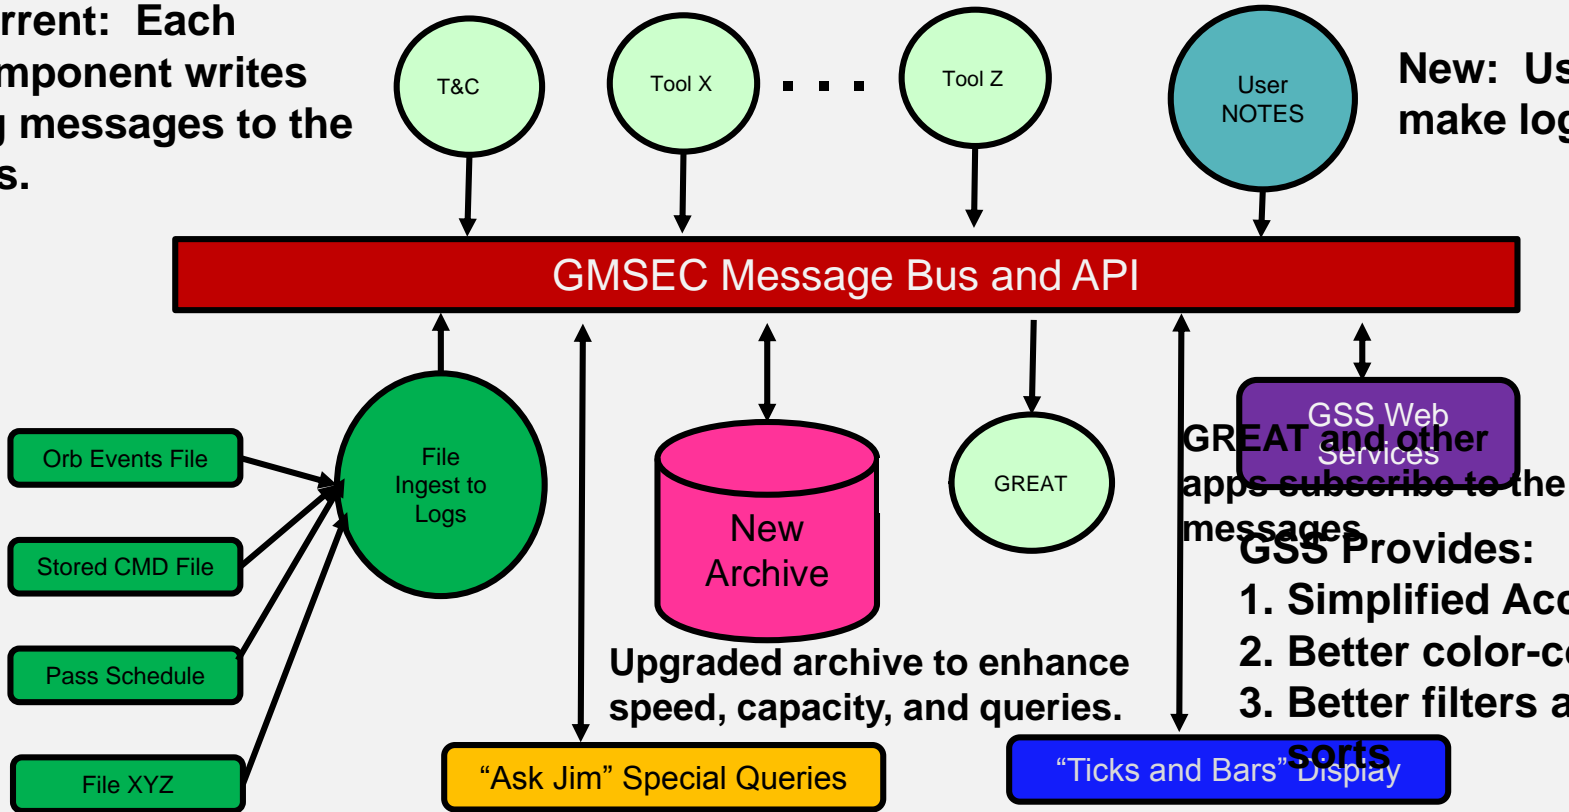 rrent: Each
mponent writes
g messages to the
s.
T&C
Tool X
. . .
Tool Z
User
NOTES
New: Us
make log
GMSEC Message Bus and API
Orb Events File
Stored CMD File
Pass Schedule
File XYZ
File
Ingest to
Logs
New
Archive
Upgraded archive to enhance
speed, capacity, and queries.
GREAT
GSS Web
Services
GREAT and other
apps subscribe to the
messages
GSS Provides:
1. Simplified Acc
2. Better color-co
3. Better filters a
sorts
“Ask Jim” Special Queries
“Ticks and Bars” Display